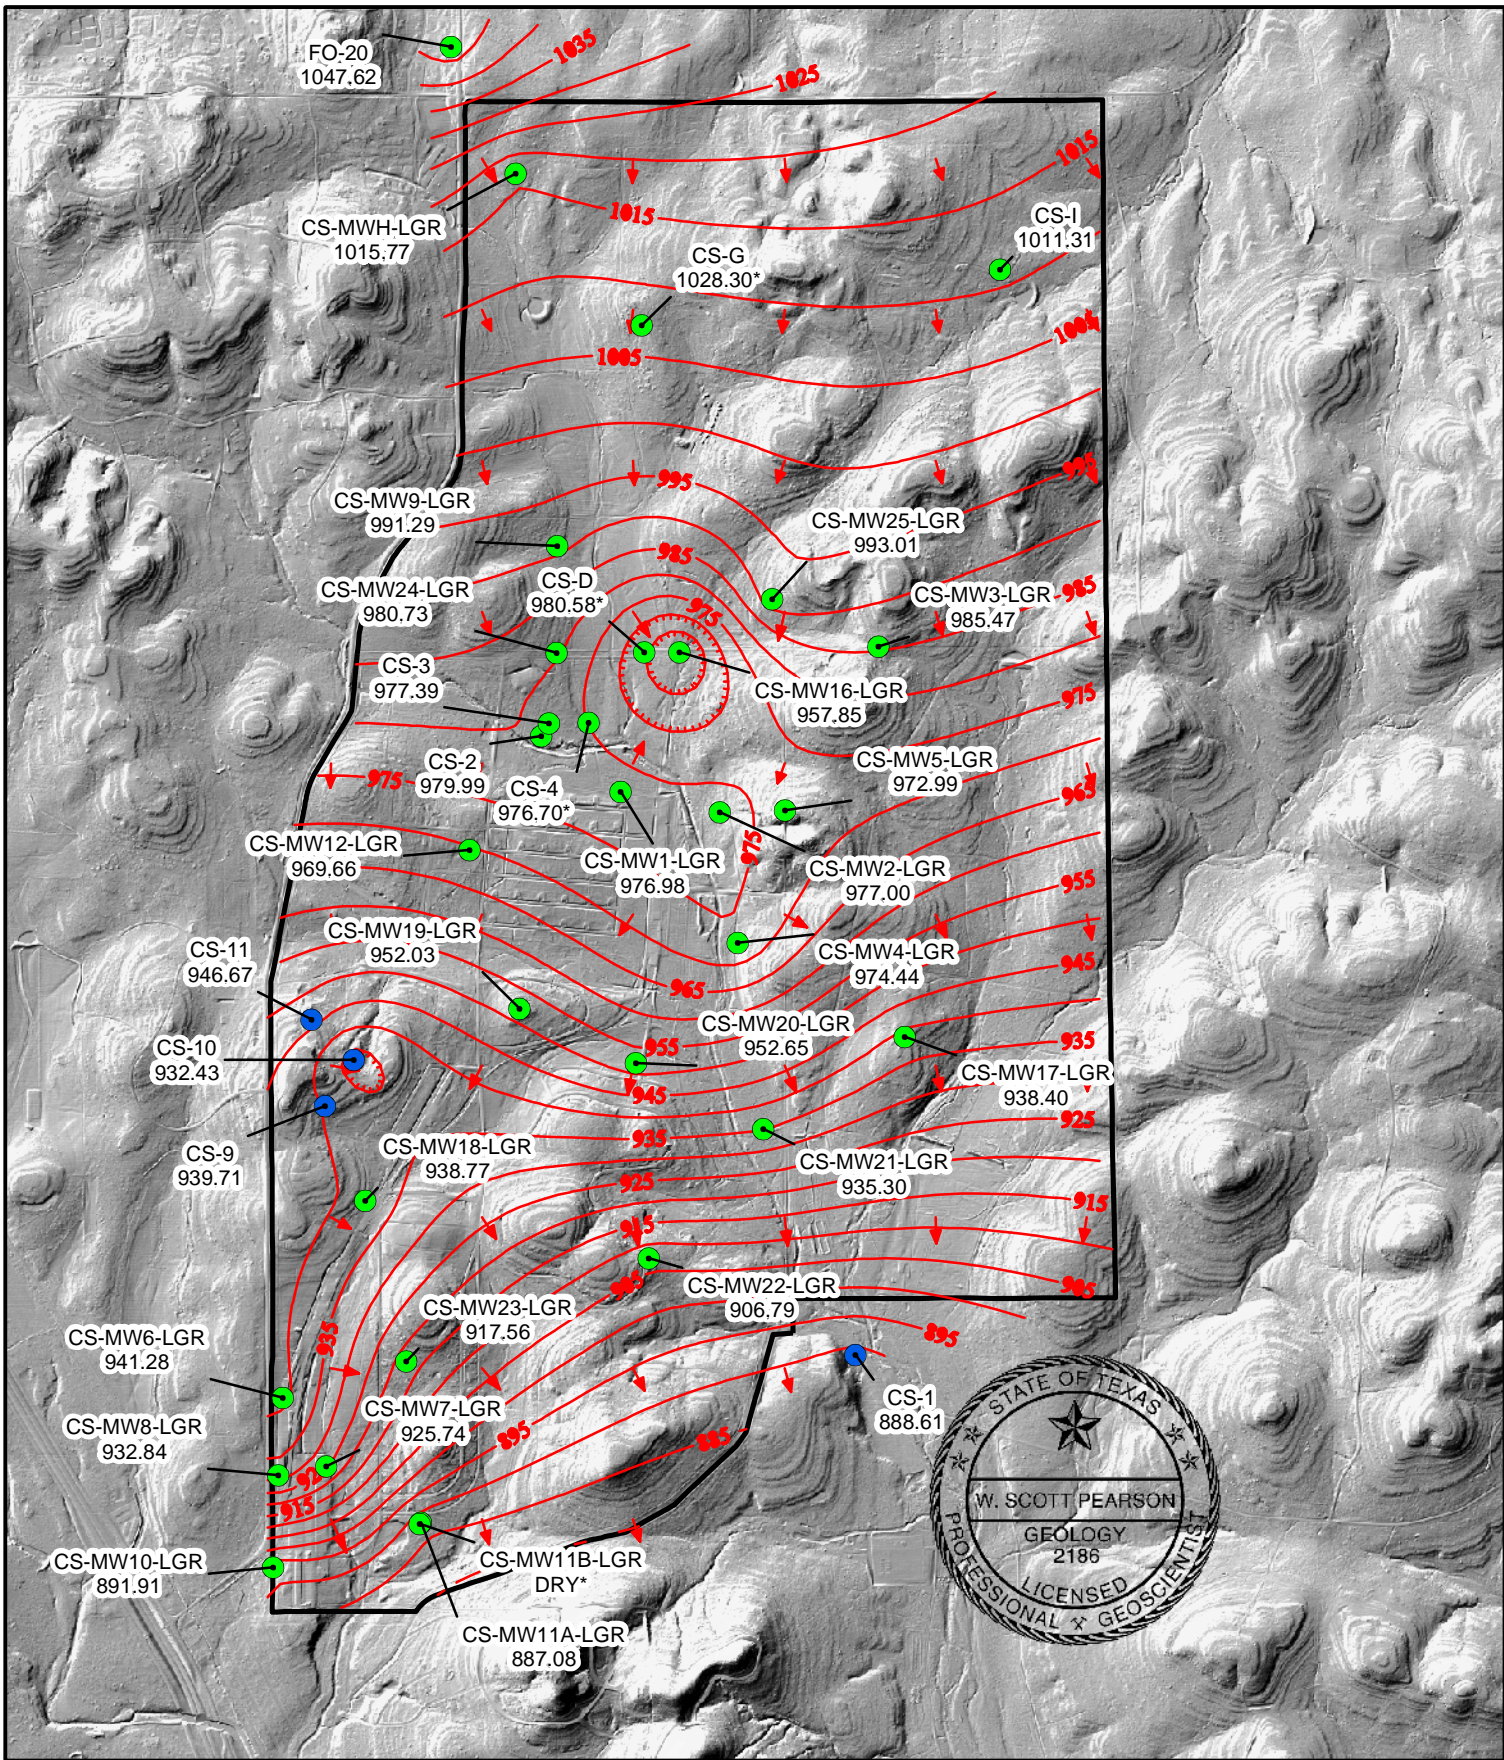 FO-20
1047.62
1035
1025
1015
CS-MWH-LGR
1015.77
1015
CS-I
1011.31
CS-G
1028.30*
1005
1005
995
CS-MW9-LGR
991.29
995
CS-MW25-LGR
993.01
985
CS-MW24-LGR
980.73
CS-D
980.58*
975
CS-MW3-LGR
985.47
985
CS-3
977.39
CS-MW16-LGR
957.85
975
CS-2
979.99
975
CS-4
976.70*
CS-MW5-LGR
972.99
965
CS-MW12-LGR
969.66
CS-MW1-LGR
976.98
975
CS-MW2-LGR
977.00
955
CS-MW19-LGR
952.03
CS-11
946.67
CS-MW4-LGR
974.44
945
965
CS-10
932.43
955
CS-MW20-LGR
952.65
935
CS-MW17-LGR
938.40
945
925
CS-9
939.71
CS-MW18-LGR
938.77
935
CS-MW21-LGR
935.30
925
915
915
905
CS-MW22-LGR
906.79
905
CS-MW23-LGR
917.56
CS-MW6-LGR
941.28
935
895
CS-1
888.61
CS-MW8-LGR
932.84
CS-MW7-LGR
925.74
895
885
92
915
CS-MW10-LGR
891.91
CS-MW11B-LGR
DRY*
CS-MW11A-LGR
887.08
STATE OF TEXAS
W. SCOTT PEARSON
GEOLOGY
2186
LICENSED
PROFESSIONAL GEOSCIENTIST